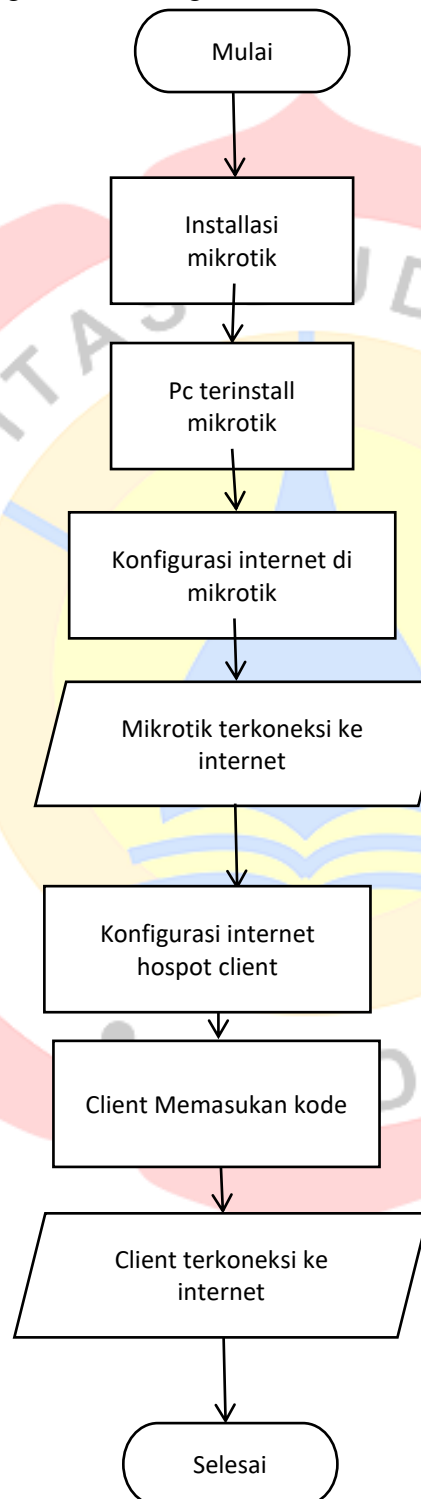 Mulai
Installasi
mikrotik
Pc terinstall
mikrotik
Konfigurasi internet di
mikrotik
Mikrotik terkoneksi ke
internet
Konfigurasi internet
hospot client
Client Memasukan kode
Client terkoneksi ke
internet
Selesai